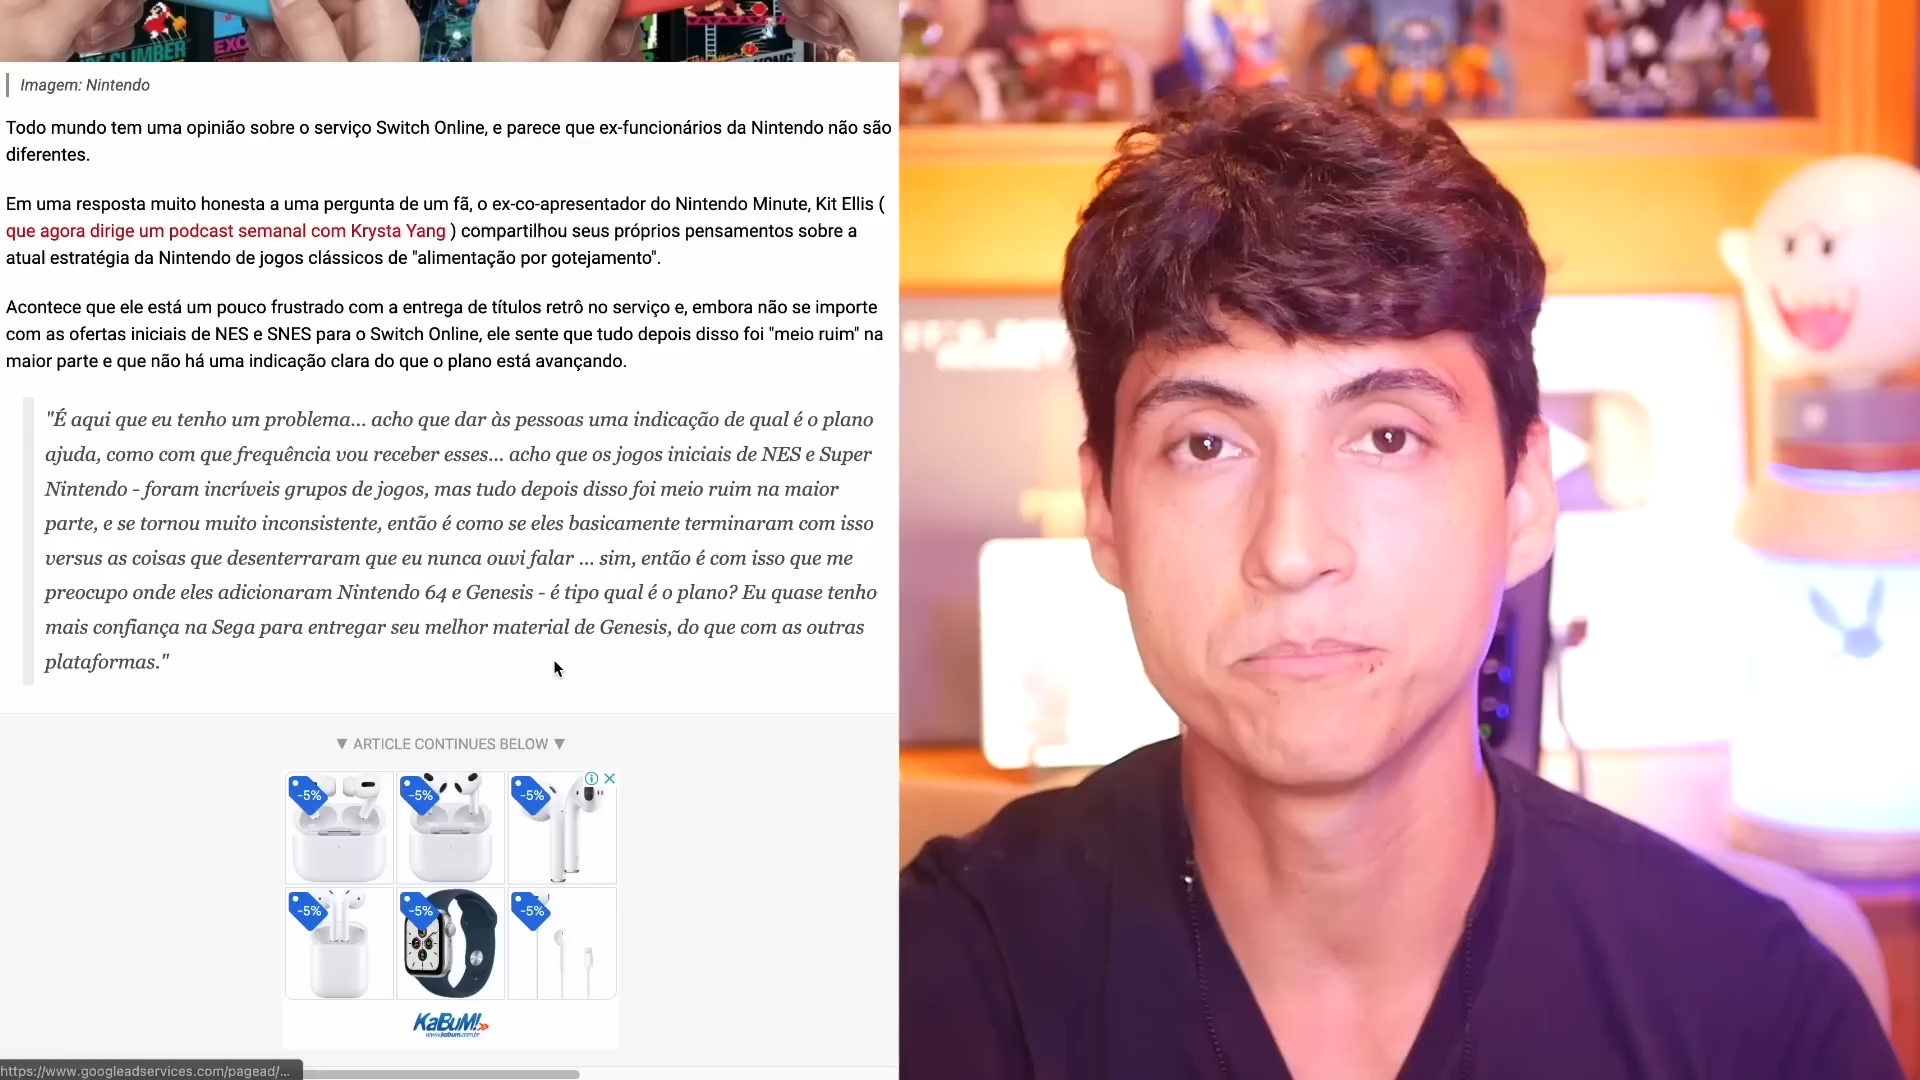 CLIMBER
EXC
Imagem: Nintendo
Todo mundo tem uma opinião sobre o serviço Switch Online, e parece que ex-funcionários da Nintendo não são
diferentes.
Em uma resposta muito honesta a uma pergunta de um fã, o ex-co-apresentador do Nintendo Minute, Kit Ellis (
que agora dirige um podcast semanal com Krysta Yang ) compartilhou seus próprios pensamentos sobre a
atual estratégia da Nintendo de jogos clássicos de "alimentação por gotejamento".
Acontece que ele está um pouco frustrado com a entrega de títulos retrô no serviço e, embora não se importe
com as ofertas iniciais de NES e SNES para o Switch Online, ele sente que tudo depois disso foi "meio ruim" na
maior parte e que não há uma indicação clara do que o plano está avançando.
"É aqui que eu tenho um problema... acho que dar às pessoas uma indicação de qual é o plano
ajuda, como com que frequência vou receber esses... acho que os jogos iniciais de NES e Super
Nintendo - foram incríveis grupos de jogos, mas tudo depois disso foi meio ruim na maior
parte, e se tornou muito inconsistente, então é como se eles basicamente terminaram com isso
versus as coisas que desenterraram que eu nunca ouvi falar ... sim, então é com isso que me
preocupo onde eles adicionaram Nintendo 64 e Genesis - é tipo qual é o plano? Eu quase tenho
mais confiança na Sega para entregar seu melhor material de Genesis, do que com as outras
plataformas."
▼ ARTICLE CONTINUES BELOW ▼
-5% -5% -5%
-5% -5% -5%
KaBuM!
www.kabum.com.br
https://www.googleadservices.com/pagead/...